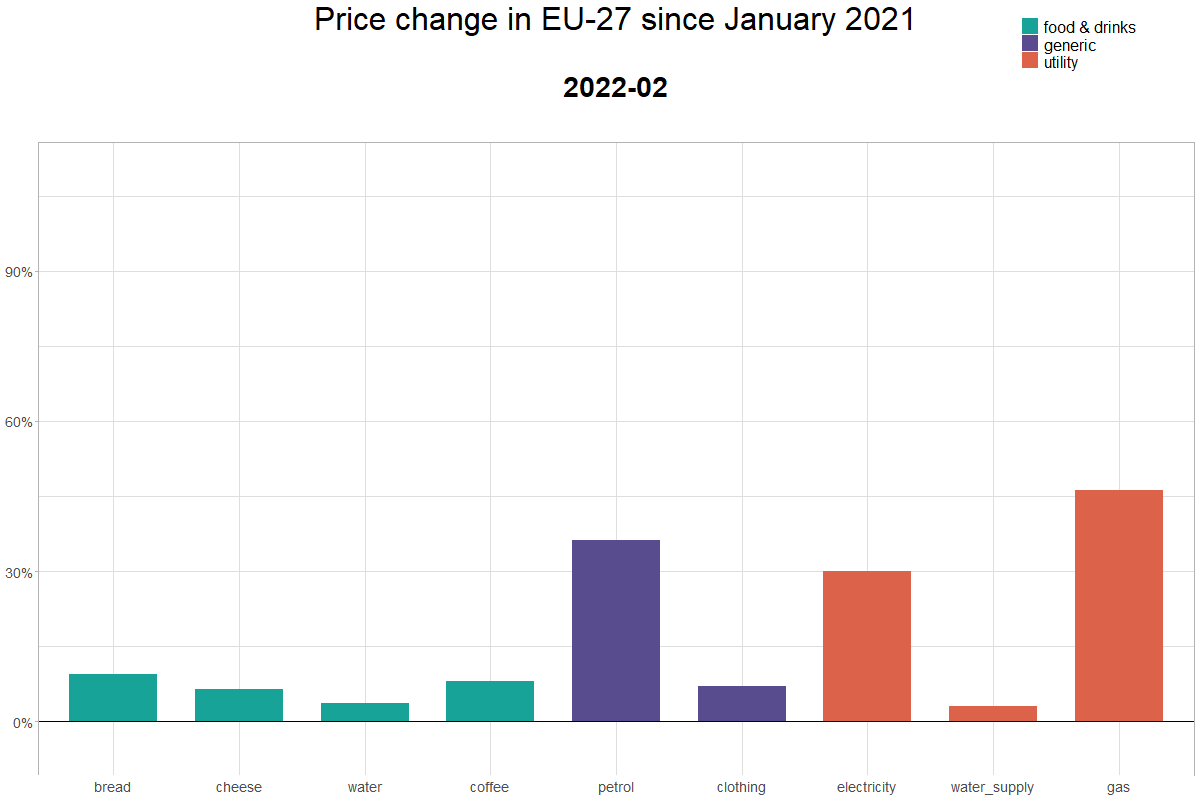 Price change in EU-27 since January 2021
food & drinks
generic
utility
2022-02
90%
60%
30%
0%
bread cheese water coffee petrol clothing electricity water_supply gas